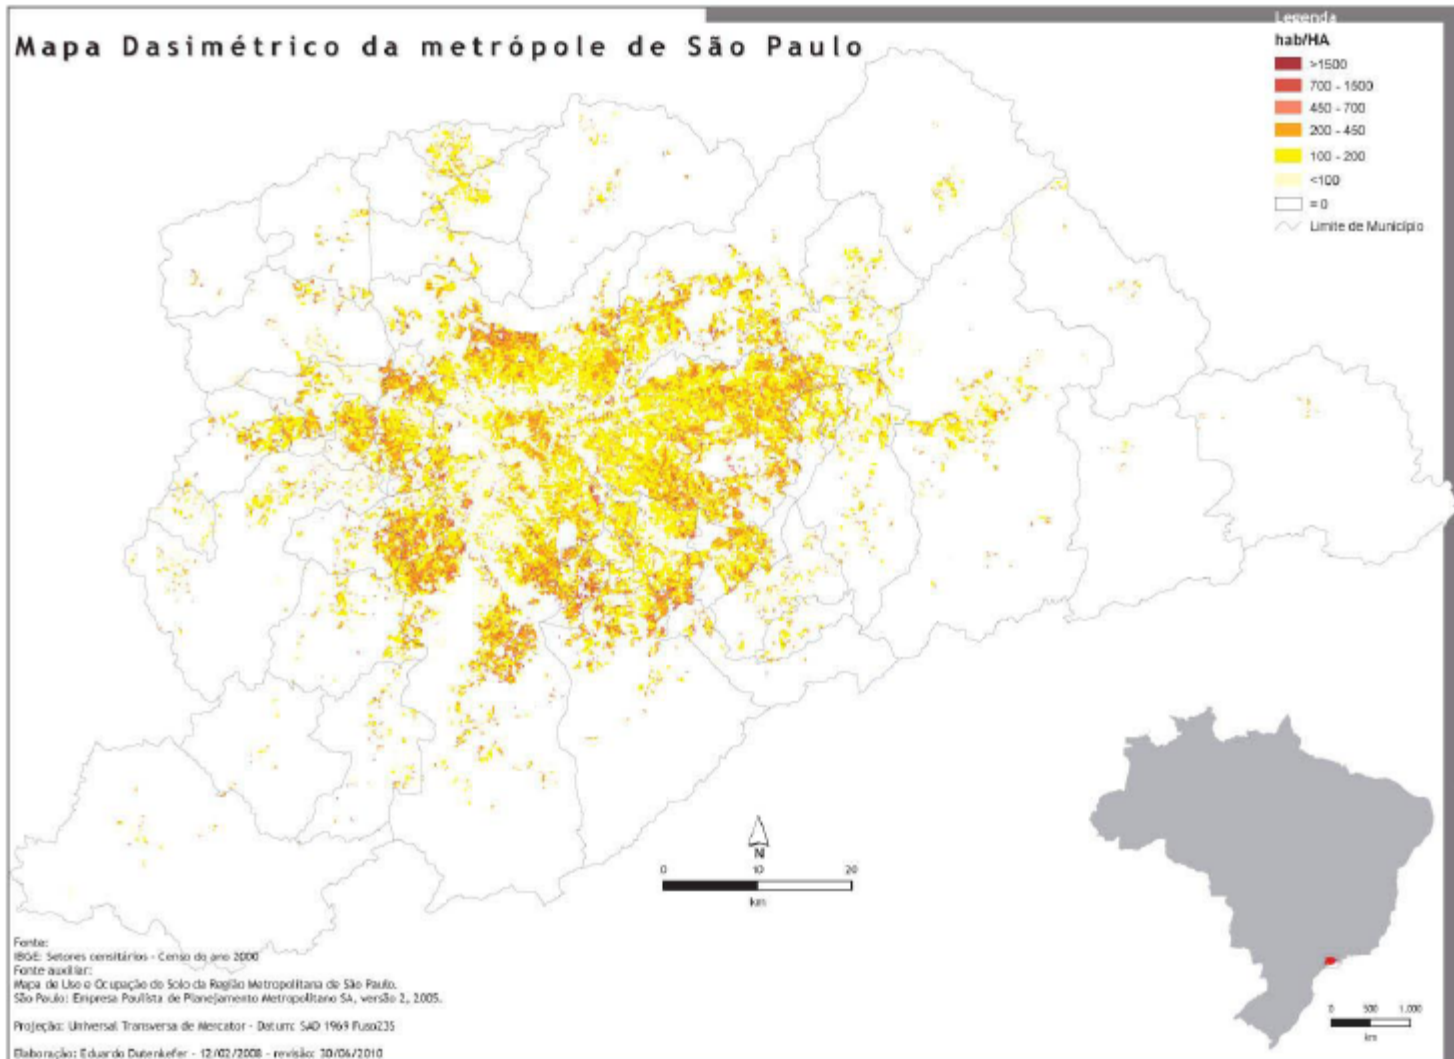 Mapa Dasimétrico da metrópole de São Paulo
Legenda
hab/HA
>1500
700 - 1500
450 - 700
200 - 450
100 - 200
<100
= 0
Limite de Município
N
0 10 20
km
Fonte:
IBGE: Setores censitários - Censo do ano 2000
Fonte auxiliar:
Mapa de Uso e Ocupação do Solo da Região Metropolitana de São Paulo.
São Paulo: Empresa Paulista de Planejamento Metropolitano SA, versão 2, 2005.
Projeção: Universal Transversa de Mercator - Datum: SAD 1969 Fuso23S
Elaboração: Eduardo Dutenkefer - 12/02/2008 - revisão: 30/06/2010
0 500 1.000
km